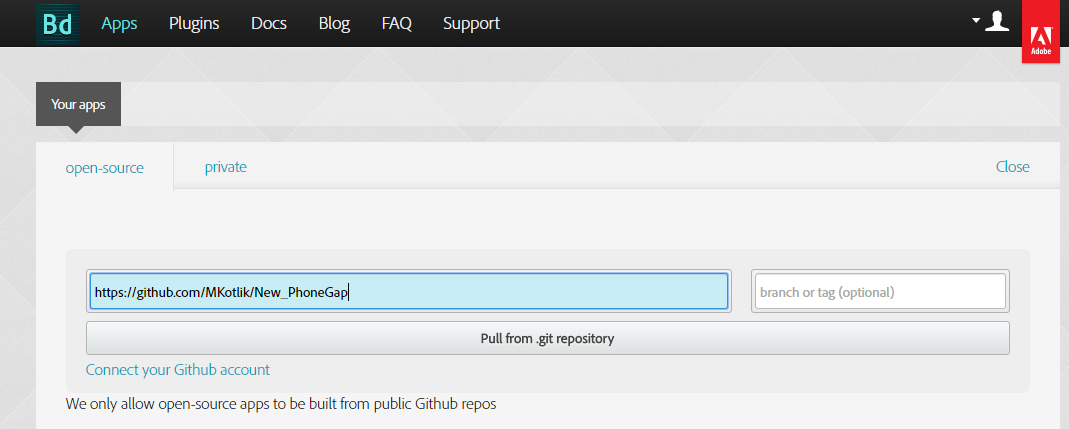 Bd Apps Plugins Docs Blog FAQ Support
Adobe
Your apps
open-source private Close
https://github.com/MKotlik/New_PhoneGap branch or tag (optional)
Pull from .git repository
Connect your Github account
We only allow open-source apps to be built from public Github repos